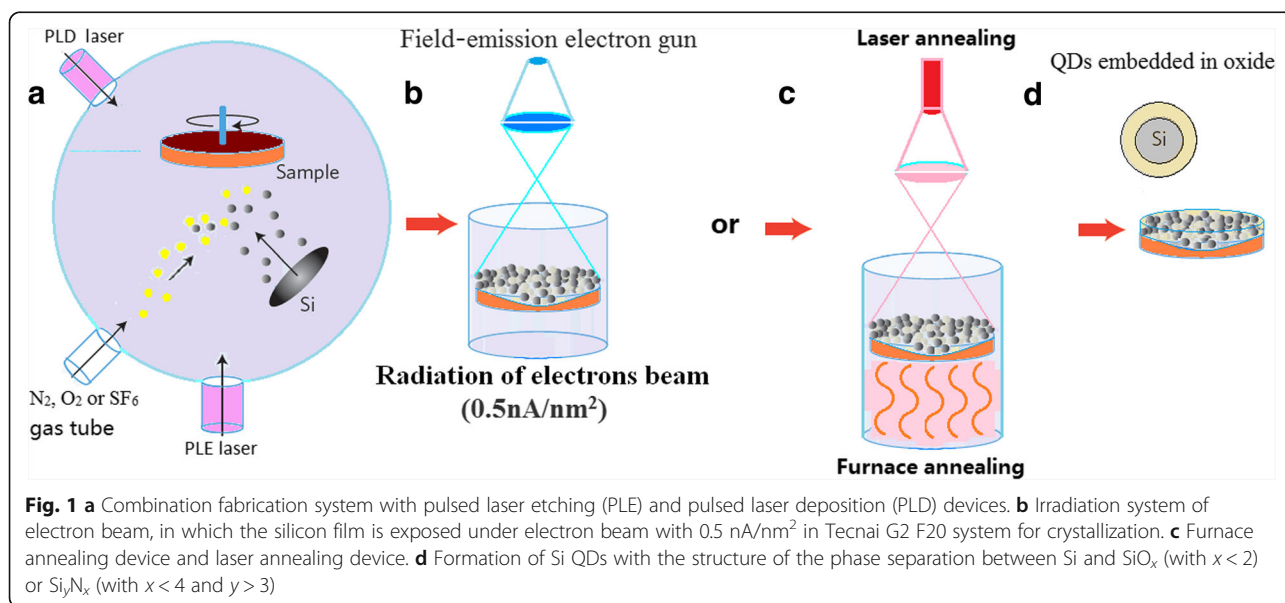 PLD laser
a
Sample
Si
N₂, O₂ or SF₆
gas tube
PLE laser
Field-emission electron gun
b
Radiation of electrons beam
(0.5nA/nm²)
or
Laser annealing
c
Furnace annealing
QDs embedded in oxide
d
Si
Fig. 1 a Combination fabrication system with pulsed laser etching (PLE) and pulsed laser deposition (PLD) devices. b Irradiation system of
electron beam, in which the silicon film is exposed under electron beam with 0.5 nA/nm² in Tecnai G2 F20 system for crystallization. c Furnace
annealing device and laser annealing device. d Formation of Si QDs with the structure of the phase separation between Si and SiOₓ (with x < 2)
or SiᵧNₓ (with x < 4 and y > 3)